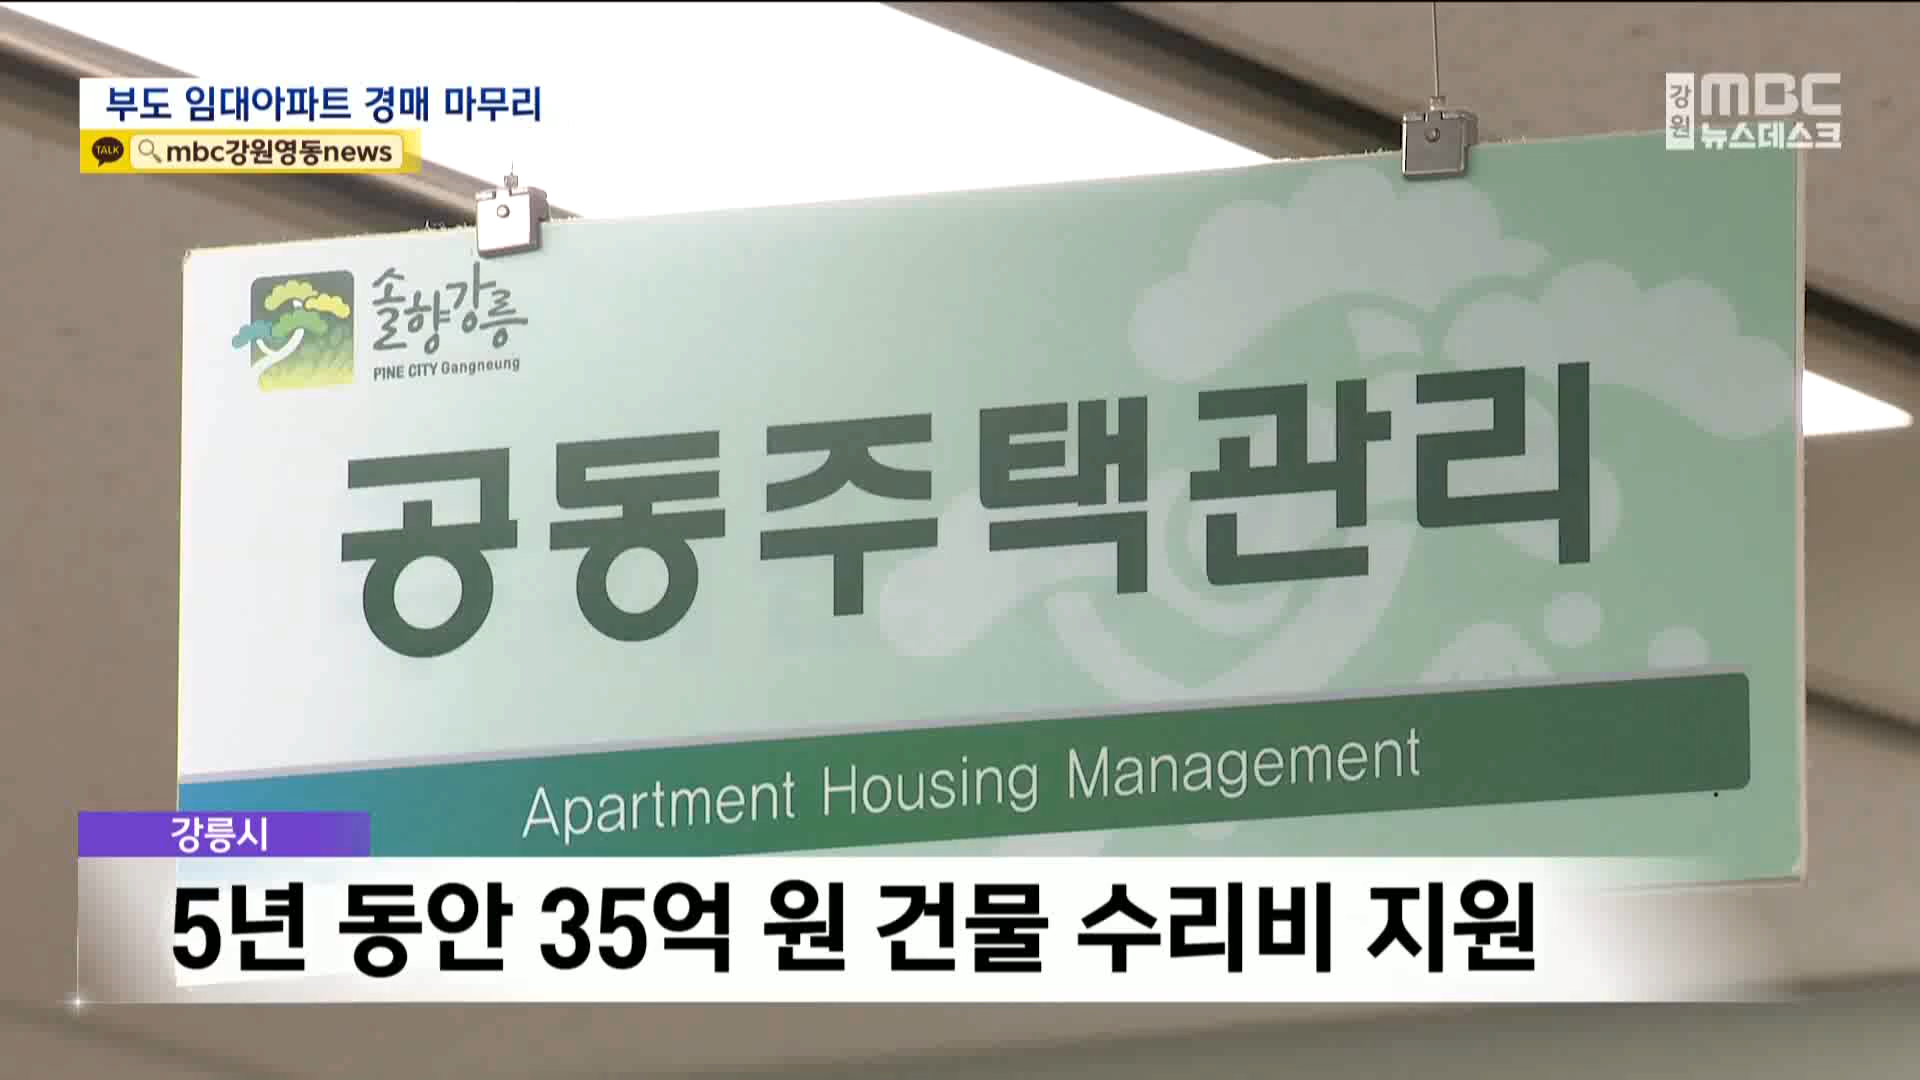 부도 임대아파트 경매 마무리
TALK mbc강원영동news
강원 MBC
뉴스데스크
솔향강릉
PINE CITY Gangneung
공동주택관리
Apartment Housing Management
강릉시
5년 동안 35억 원 건물 수리비 지원